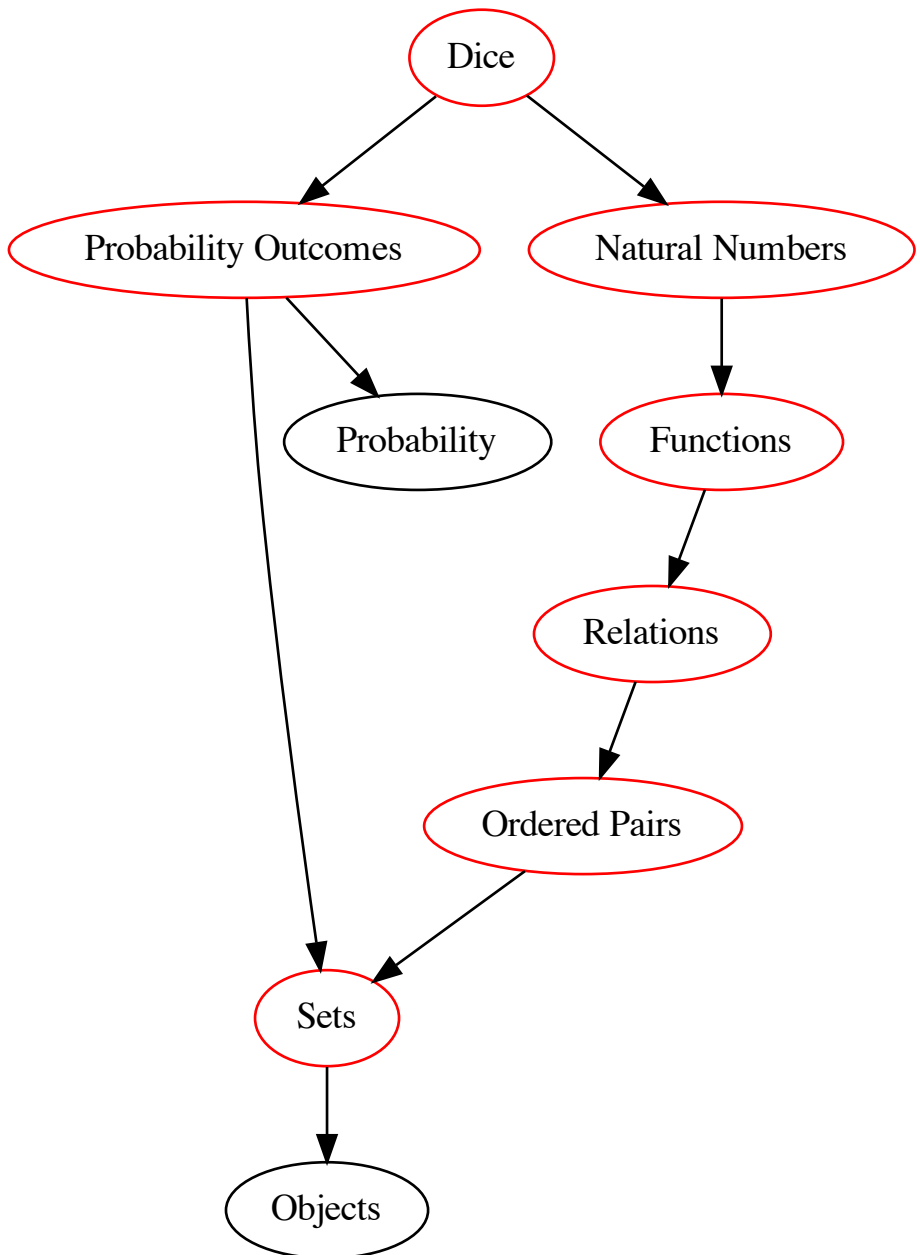 Dice
Probability Outcomes
Natural Numbers
Probability
Functions
Relations
Ordered Pairs
Sets
Objects